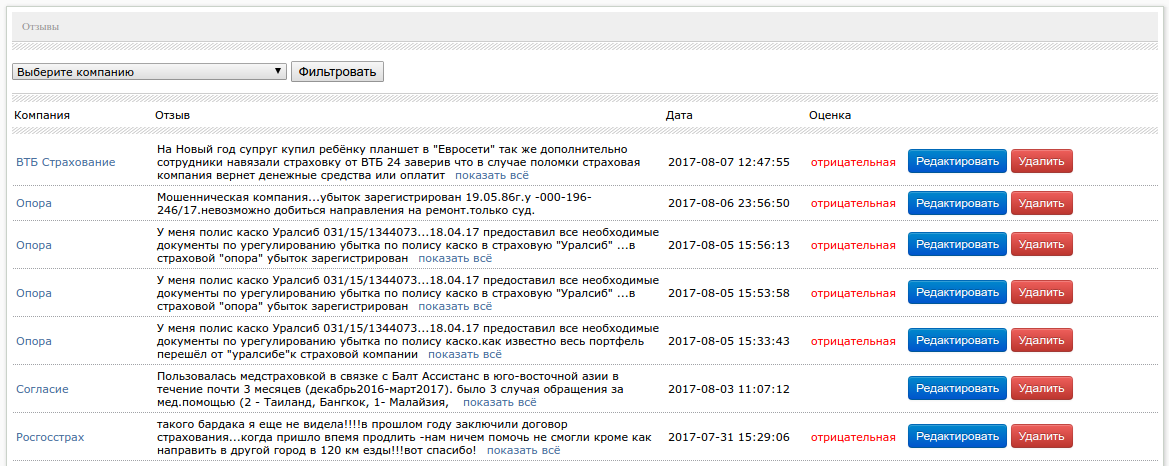 Отзывы
Выберите компанию ▼ Фильтровать
Компания Отзыв Дата Оценка
На Новый год супруг купил ребёнку планшет в "Евросети" так же дополнительно
ВТБ Страхование сотрудники навязали страховку от ВТБ 24 заверив что в случае поломки страховая 2017-08-07 12:47:55 отрицательная Редактировать Удалить
компания вернет денежные средства или оплатит показать всё
Мошенническая компания...убыток зарегистрирован 19.05.86г.у -000-196-
Опора 2017-08-06 23:56:50 отрицательная Редактировать Удалить
246/17.невозможно добиться направления на ремонт.только суд.
У меня полис каско Уралсиб 031/15/1344073...18.04.17 предоставил все необходимые
Опора документы по урегулированию убытка по полису каско в страховую "Уралсиб" ...в 2017-08-05 15:56:13 отрицательная Редактировать Удалить
страховой "опора" убыток зарегистрирован показать всё
У меня полис каско Уралсиб 031/15/1344073...18.04.17 предоставил все необходимые
Опора документы по урегулированию убытка по полису каско в страховую "Уралсиб" ...в 2017-08-05 15:53:58 отрицательная Редактировать Удалить
страховой "опора" убыток зарегистрирован показать всё
У меня полис каско Уралсиб 031/15/1344073...18.04.17 предоставил все необходимые
Опора документы по урегулированию убытка по полису каско.как известно весь портфель 2017-08-05 15:33:43 отрицательная Редактировать Удалить
перешёл от "уралсибе"к страховой компании показать всё
Пользовалась медстраховкой в связке с Балт Ассистанс в юго-восточной азии в
Согласие течение почти 3 месяцев (декабрь2016-март2017). было 3 случая обращения за 2017-08-03 11:07:12 Редактировать Удалить
мед.помощью (2 - Таиланд, Бангкок, 1- Малайзия, показать всё
такого бардака я еще не видела!!!!в прошлом году заключили договор
Росгосстрах страхования...когда пришло впемя продлить -нам ничем помочь не смогли кроме как 2017-07-31 15:29:06 отрицательная Редактировать Удалить
направить в другой город в 120 км езды!!!вот спасибо! показать всё